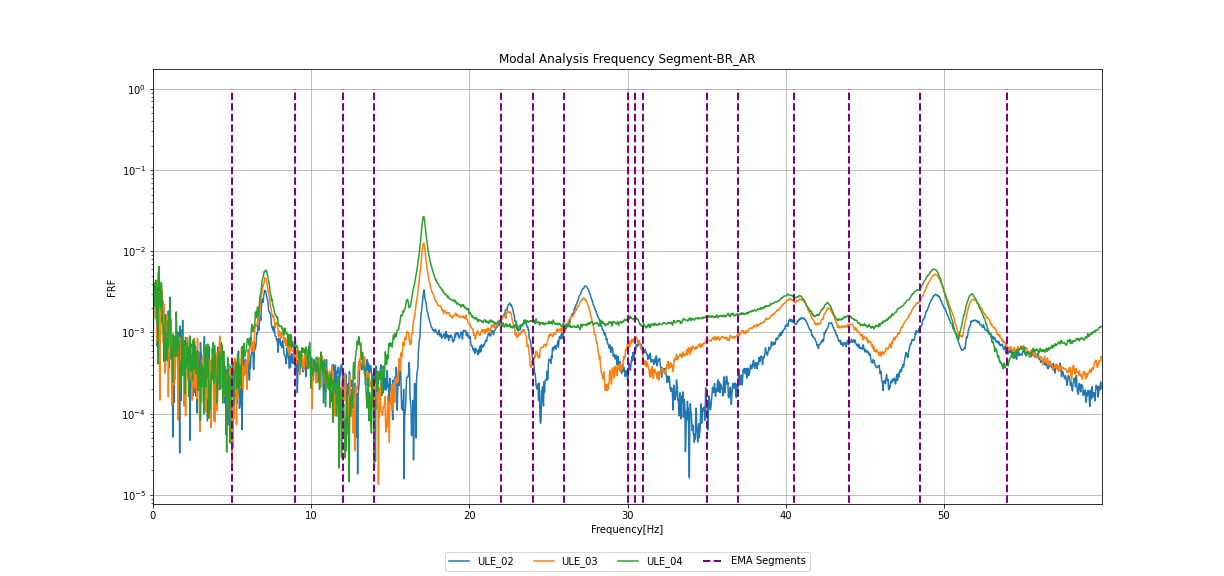 Modal Analysis Frequency Segment-BR_AR
10⁰
10⁻¹
10⁻²
10⁻³
10⁻⁴
10⁻⁵
FRF
0 10 20 30 40 50
Frequency[Hz]
ULE_02 ULE_03 ULE_04 EMA Segments